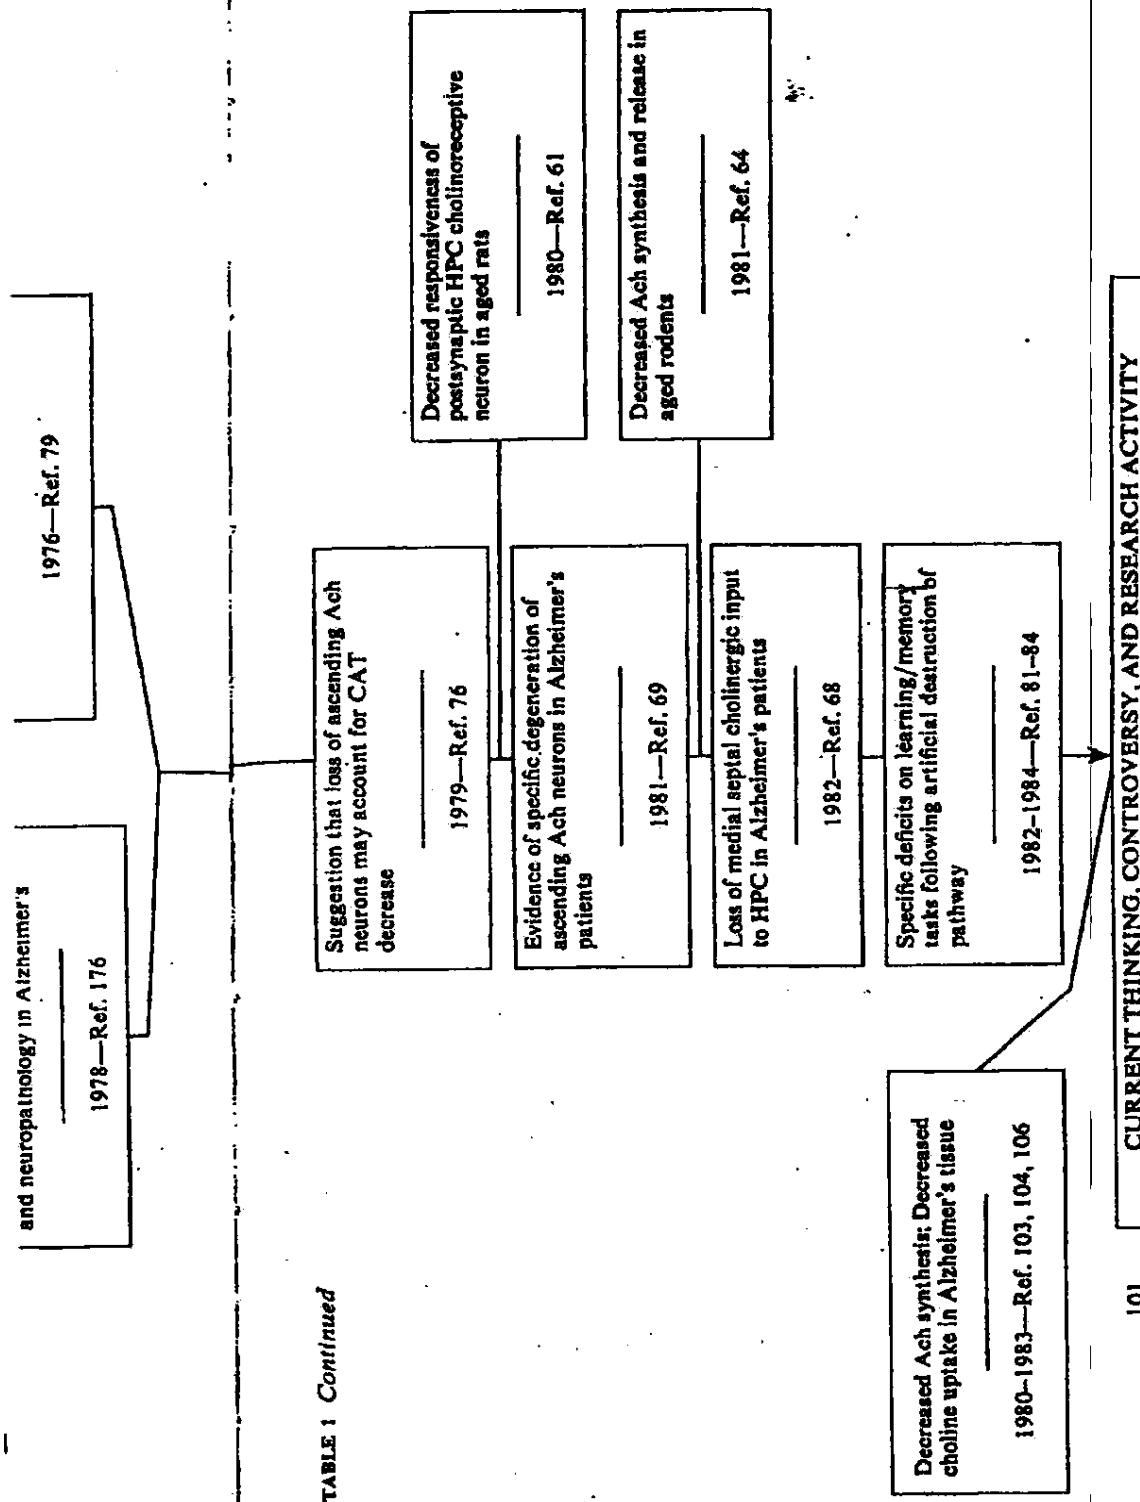 and neuropathology in Alzheimer's
1978—Ref. 176
1976—Ref. 79
TABLE 1 Continued
Suggestion that loss of ascending Ach
neurons may account for CAT
decrease
1979—Ref. 76
Decreased responsiveness of
postsynaptic HPC cholinoreceptive
neuron in aged rats
1980—Ref. 61
Evidence of specific degeneration of
ascending Ach neurons in Alzheimer's
patients
1981—Ref. 69
Decreased Ach synthesis and release in
aged rodents
1981—Ref. 64
Loss of medial septal cholinergic input
to HPC in Alzheimer's patients
1982—Ref. 68
Specific deficits on learning/memory
tasks following artificial destruction of
pathway
1982–1984—Ref. 81–84
Decreased Ach synthesis; Decreased
choline uptake in Alzheimer's tissue
1980–1983—Ref. 103, 104, 106
CURRENT THINKING, CONTROVERSY, AND RESEARCH ACTIVITY
101